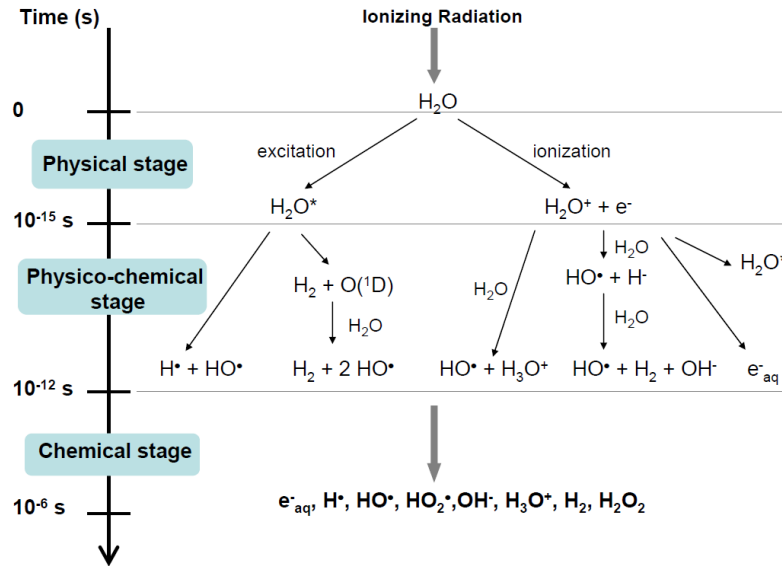 Time (s)
Ionizing Radiation
0
H₂O
excitation
ionization
Physical stage
10⁻¹⁵ s
H₂O*
H₂O⁺ + e⁻
Physico-chemical
stage
H₂ + O(¹D)
H₂O
H₂O
H₂O
HO• + H⁻
H₂O
H₂O*
H• + HO•
H₂ + 2 HO•
HO• + H₃O⁺
HO• + H₂ + OH⁻
e⁻aq
10⁻¹² s
Chemical stage
10⁻⁶ s
e⁻aq, H•, HO•, HO₂•,OH⁻, H₃O⁺, H₂, H₂O₂